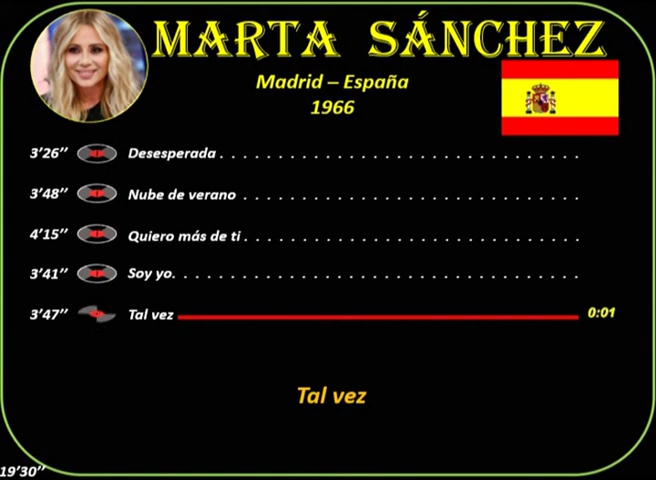 MARTA SÁNCHEZ
Madrid – España
1966
3’26’’ Desesperada . . . . . . . . . . . . . . . . . . . . . . . . . . . . . . .
3’48’’ Nube de verano . . . . . . . . . . . . . . . . . . . . . . . . . . . . .
4’15’’ Quiero más de ti . . . . . . . . . . . . . . . . . . . . . . . . . . . . .
3’41’’ Soy yo. . . . . . . . . . . . . . . . . . . . . . . . . . . . . . . . . . .
3’47’’ Tal vez 0:01
Tal vez
19’30’’